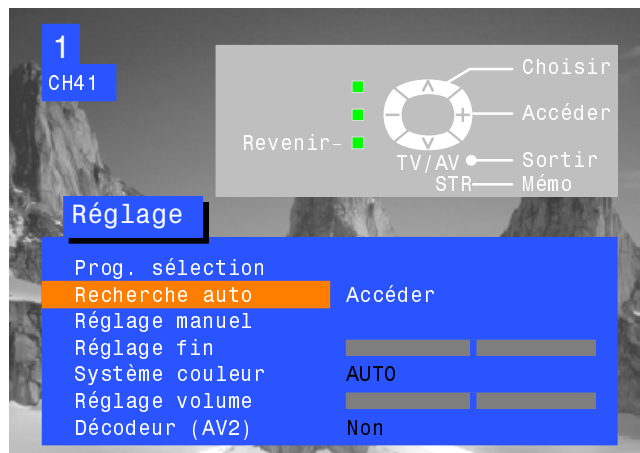 1
CH41
Choisir
Accéder
Revenir
TV/AV Sortir
STR Mémo
Réglage
Prog. sélection
Recherche auto Accéder
Réglage manuel
Réglage fin
Système couleur AUTO
Réglage volume
Décodeur (AV2) Non